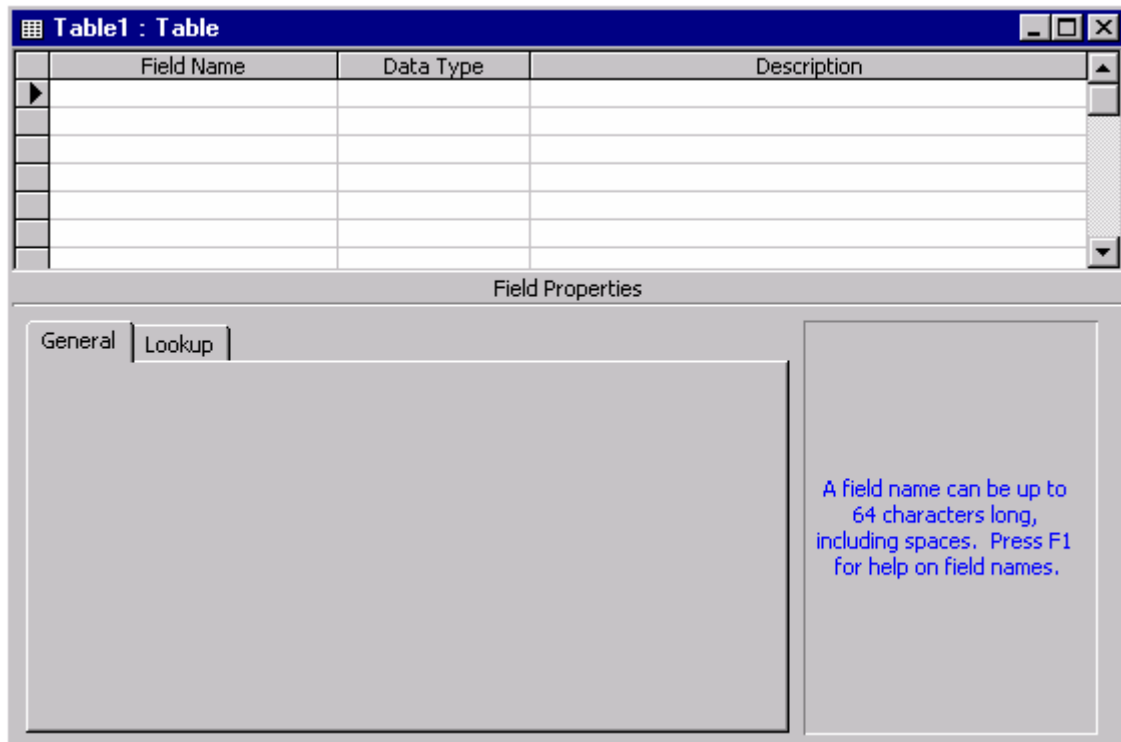 Table1 : Table
Field Name Data Type Description
Field Properties
General Lookup
A field name can be up to
64 characters long,
including spaces. Press F1
for help on field names.